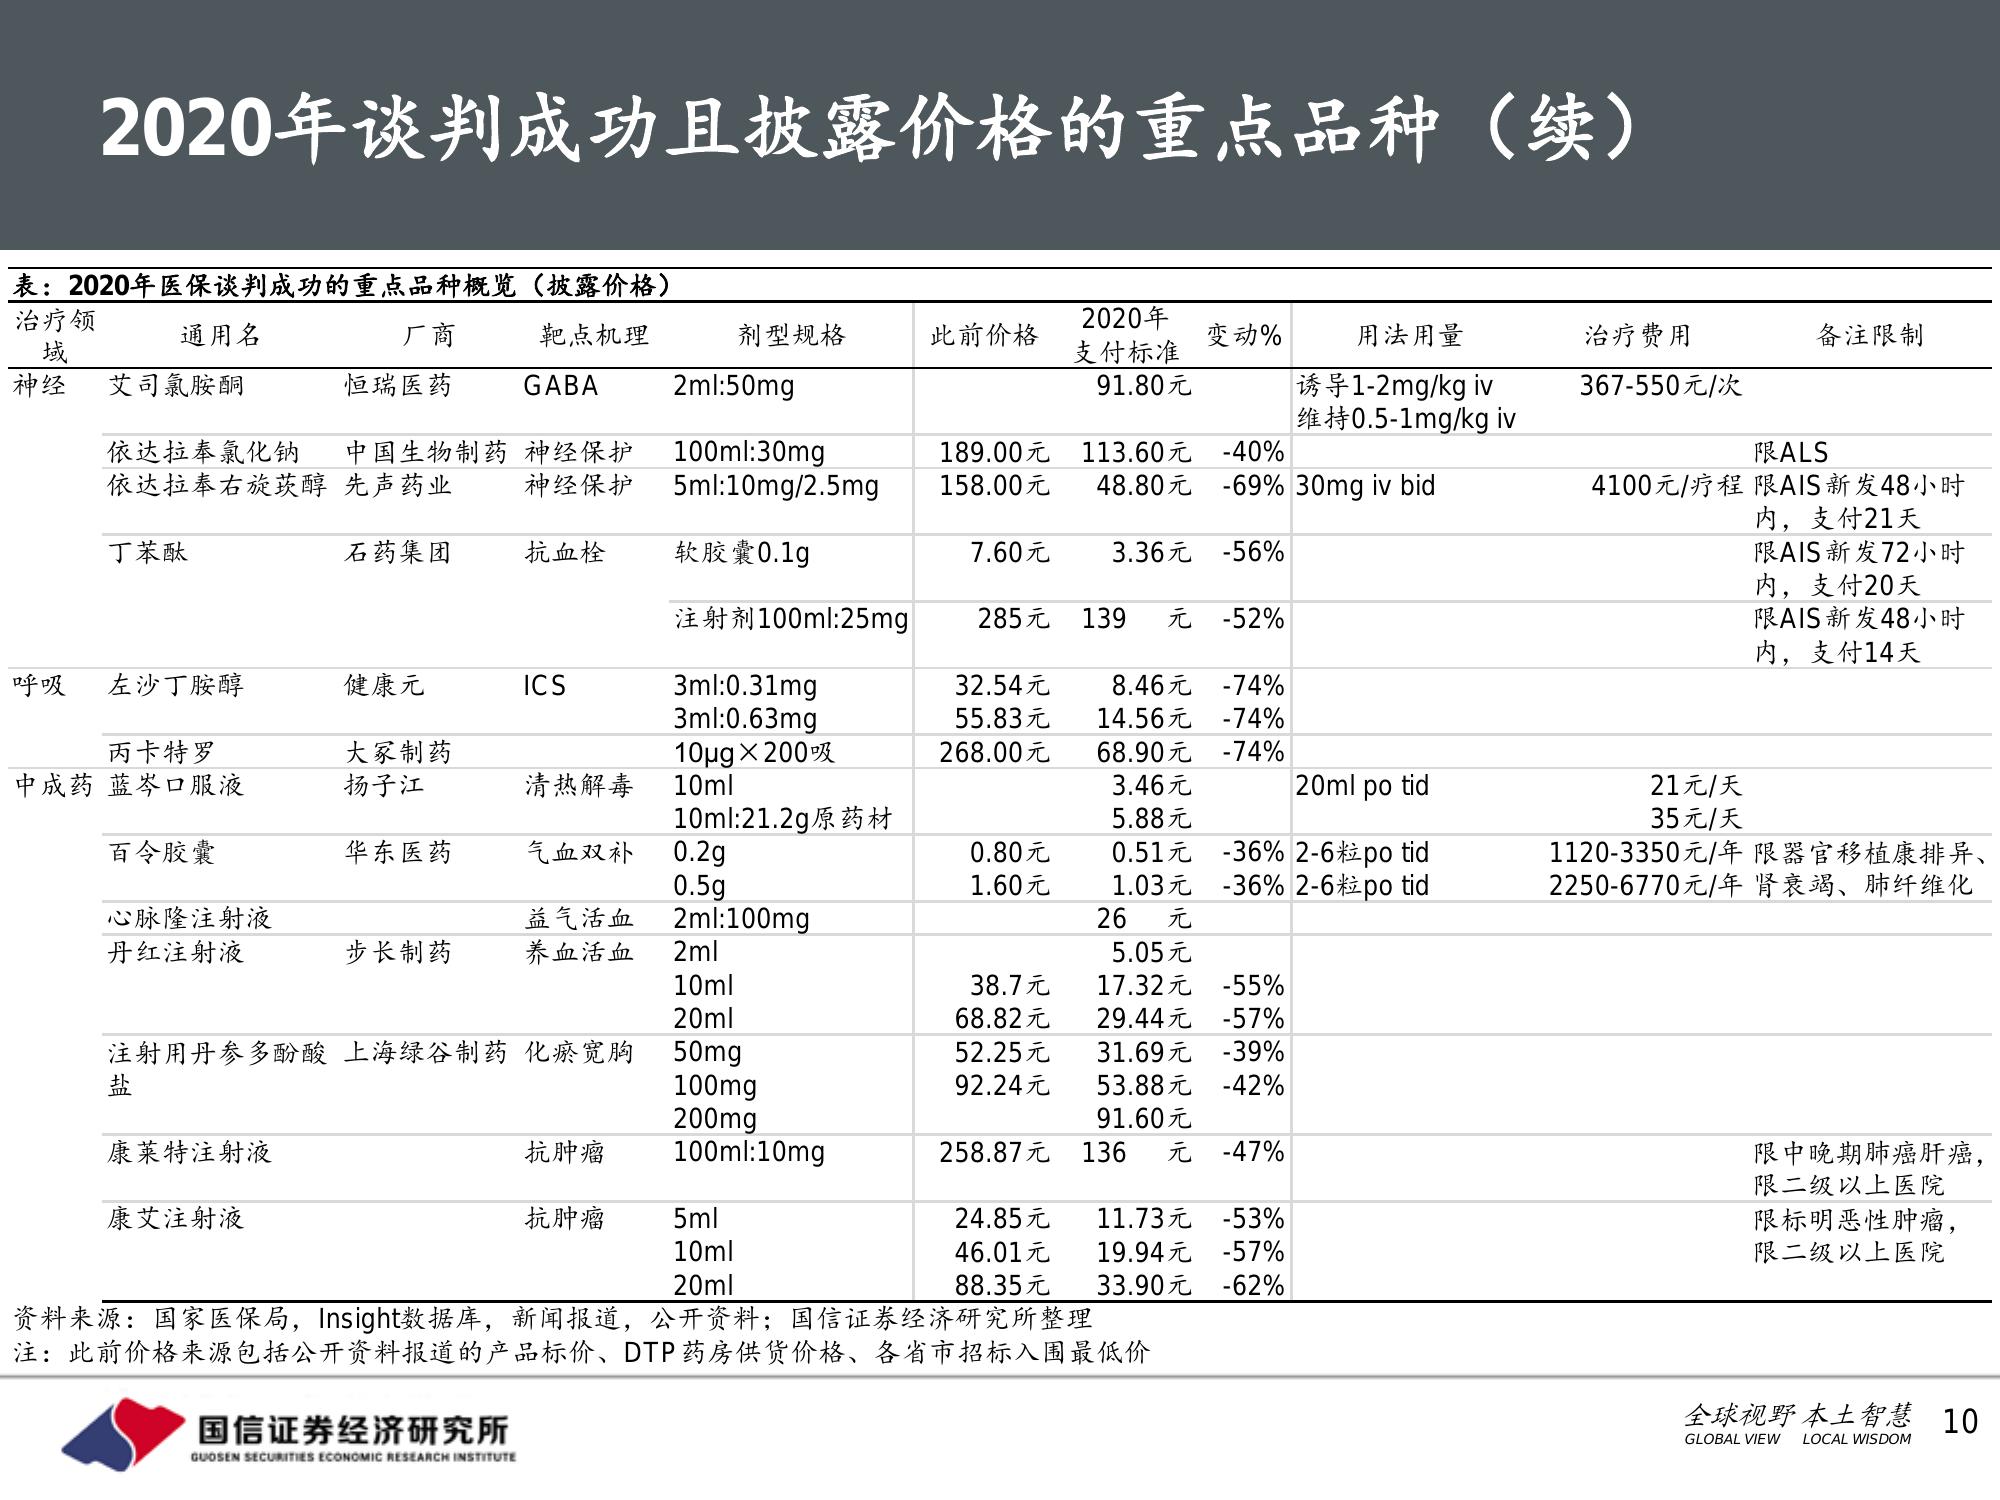 2020年谈判成功且披露价格的重点品种（续）
表：2020年医保谈判成功的重点品种概览（披露价格）
治疗领域 通用名 厂商 靶点机理 剂型规格 此前价格 2020年支付标准 变动% 用法用量 治疗费用 备注限制
神经 艾司氯胺酮 恒瑞医药 GABA 2ml:50mg 91.80元 诱导1-2mg/kg iv 367-550元/次
维持0.5-1mg/kg iv
依达拉奉氯化钠 中国生物制药 神经保护 100ml:30mg 189.00元 113.60元 -40% 限ALS
依达拉奉右旋莰醇 先声药业 神经保护 5ml:10mg/2.5mg 158.00元 48.80元 -69% 30mg iv bid 4100元/疗程 限AIS新发48小时
内，支付21天
丁苯酞 石药集团 抗血栓 软胶囊0.1g 7.60元 3.36元 -56% 限AIS新发72小时
内，支付20天
注射剂100ml:25mg 285元 139 元 -52% 限AIS新发48小时
内，支付14天
呼吸 左沙丁胺醇 健康元 ICS 3ml:0.31mg 32.54元 8.46元 -74%
3ml:0.63mg 55.83元 14.56元 -74%
丙卡特罗 大冢制药 10μg×200吸 268.00元 68.90元 -74%
中成药 蓝岑口服液 扬子江 清热解毒 10ml 3.46元 20ml po tid 21元/天
10ml:21.2g原药材 5.88元 35元/天
百令胶囊 华东医药 气血双补 0.2g 0.80元 0.51元 -36% 2-6粒po tid 1120-3350元/年 限器官移植康排异、
0.5g 1.60元 1.03元 -36% 2-6粒po tid 2250-6770元/年 肾衰竭、肺纤维化
心脉隆注射液 益气活血 2ml:100mg 26 元
丹红注射液 步长制药 养血活血 2ml 5.05元
10ml 38.7元 17.32元 -55%
20ml 68.82元 29.44元 -57%
注射用丹参多酚酸 上海绿谷制药 化瘀宽胸 50mg 52.25元 31.69元 -39%
盐 100mg 92.24元 53.88元 -42%
200mg 91.60元
康莱特注射液 抗肿瘤 100ml:10mg 258.87元 136 元 -47% 限中晚期肺癌肝癌，
限二级以上医院
康艾注射液 抗肿瘤 5ml 24.85元 11.73元 -53% 限标明恶性肿瘤，
10ml 46.01元 19.94元 -57% 限二级以上医院
20ml 88.35元 33.90元 -62%
资料来源：国家医保局，Insight数据库，新闻报道，公开资料；国信证券经济研究所整理
注：此前价格来源包括公开资料报道的产品标价、DTP药房供货价格、各省市招标入围最低价
国信证券经济研究所
GUOSEN SECURITIES ECONOMIC RESEARCH INSTITUTE
全球视野 本土智慧
GLOBAL VIEW LOCAL WISDOM
10